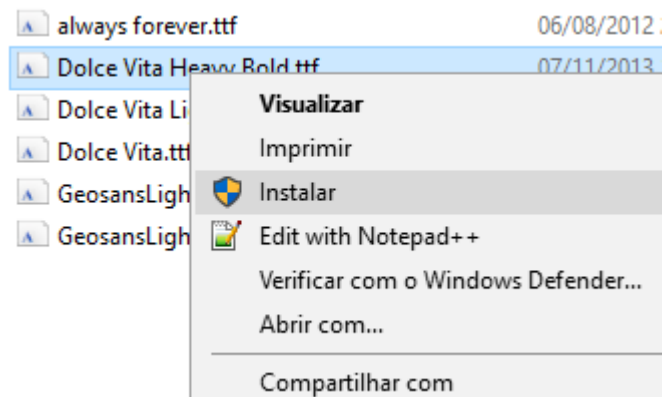 always forever.ttf 06/08/2012
Dolce Vita Heavy Bold.ttf 07/11/2013
Dolce Vita Li
Dolce Vita.ttf
GeosansLigh
GeosansLigh
Visualizar
Imprimir
Instalar
Edit with Notepad++
Verificar com o Windows Defender...
Abrir com...
Compartilhar com